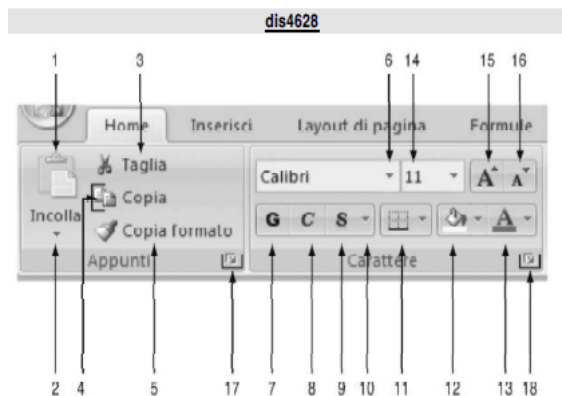 dis4628
1 3 6 14 15 16
Home Inserisci Layout di pagina Formule
Taglia
Calibri 11 A A
Copia
Incolla
G C S A
Copia formato
Appunti Carattere
2 4 5 17 7 8 9 10 11 12 13 18